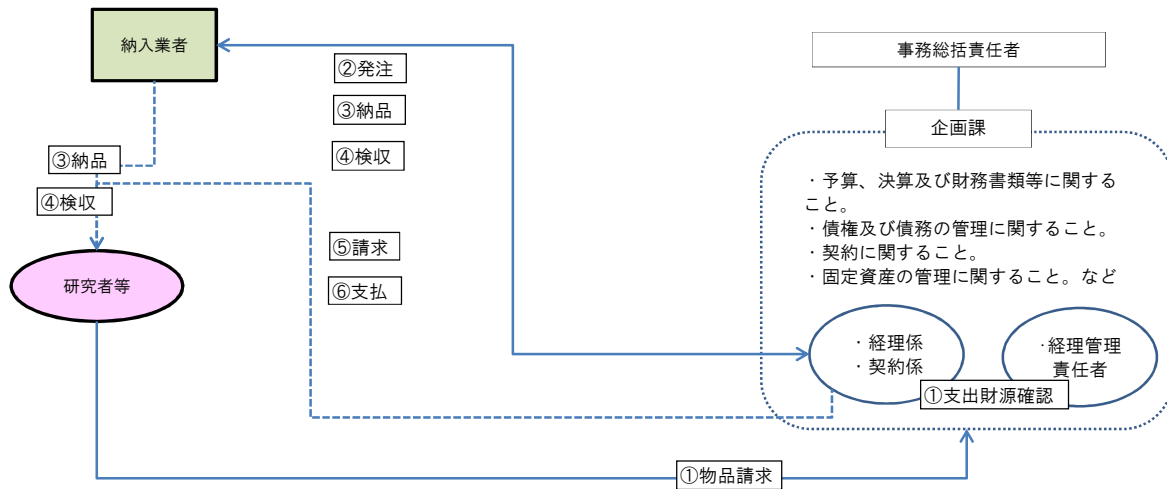 納入業者
②発注
③納品
④検収
③納品
④検収
⑤請求
⑥支払
研究者等
事務総括責任者
企画課
・予算、決算及び財務書類等に関する
こと。
・債権及び債務の管理に関すること。
・契約に関すること。
・固定資産の管理に関すること。など
・経理係
・契約係
・経理管理
責任者
①支出財源確認
①物品請求